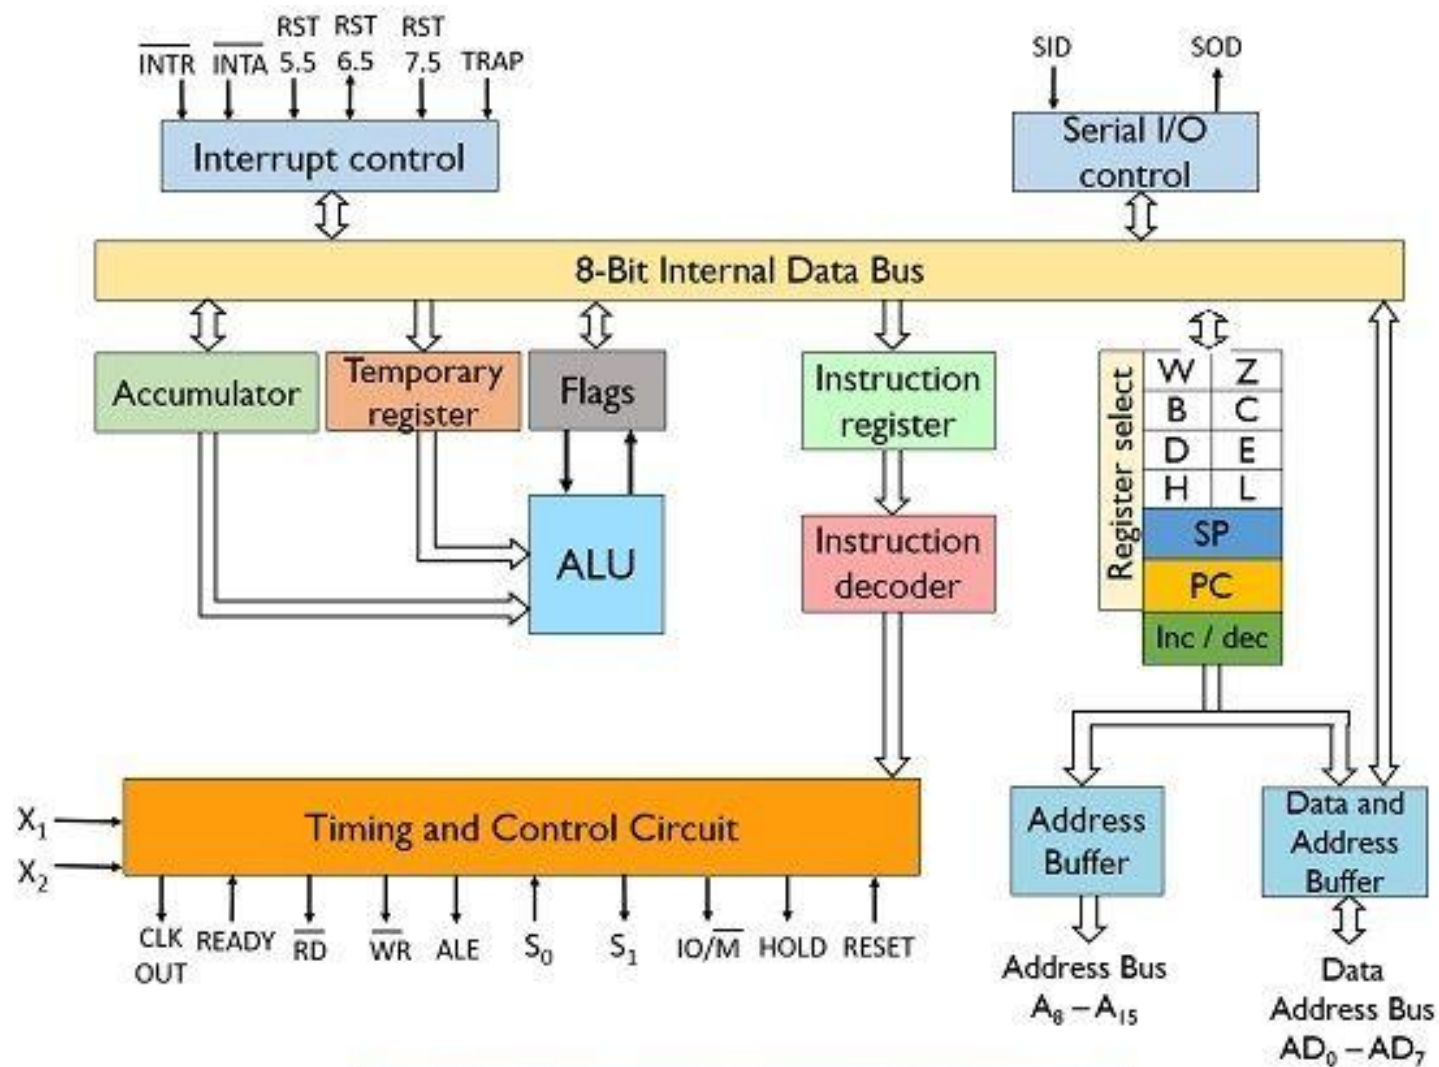 RST RST RST
INTR INTA 5.5 6.5 7.5 TRAP
SID SOD
Interrupt control
Serial I/O
control
8-Bit Internal Data Bus
Accumulator
Temporary
register
Flags
Instruction
register
Register select
W Z
B C
D E
H L
SP
PC
Inc / dec
ALU
Instruction
decoder
X₁
X₂
Timing and Control Circuit
Address
Buffer
Data and
Address
Buffer
CLK
OUT
READY
RD
WR
ALE
S₀
S₁
IO/M
HOLD
RESET
Address Bus
A₈ – A₁₅
Data
Address Bus
AD₀ – AD₇